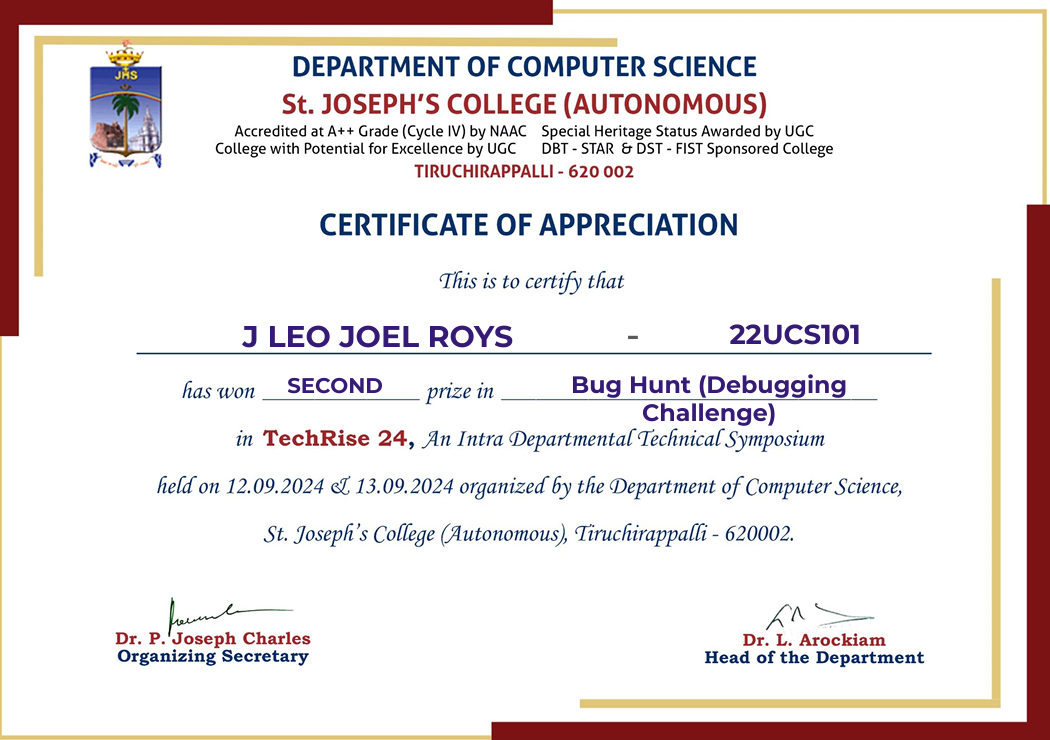 JHS
DEPARTMENT OF COMPUTER SCIENCE
St. JOSEPH'S COLLEGE (AUTONOMOUS)
Accredited at A++ Grade (Cycle IV) by NAAC Special Heritage Status Awarded by UGC
College with Potential for Excellence by UGC DBT - STAR & DST - FIST Sponsored College
TIRUCHIRAPPALLI - 620 002
CERTIFICATE OF APPRECIATION
This is to certify that
J LEO JOEL ROYS - 22UCS101
has won SECOND prize in Bug Hunt (Debugging
Challenge)
in TechRise 24, An Intra Departmental Technical Symposium
held on 12.09.2024 & 13.09.2024 organized by the Department of Computer Science,
St. Joseph's College (Autonomous), Tiruchirappalli - 620002.
Dr. P. Joseph Charles
Organizing Secretary
Dr. L. Arockiam
Head of the Department